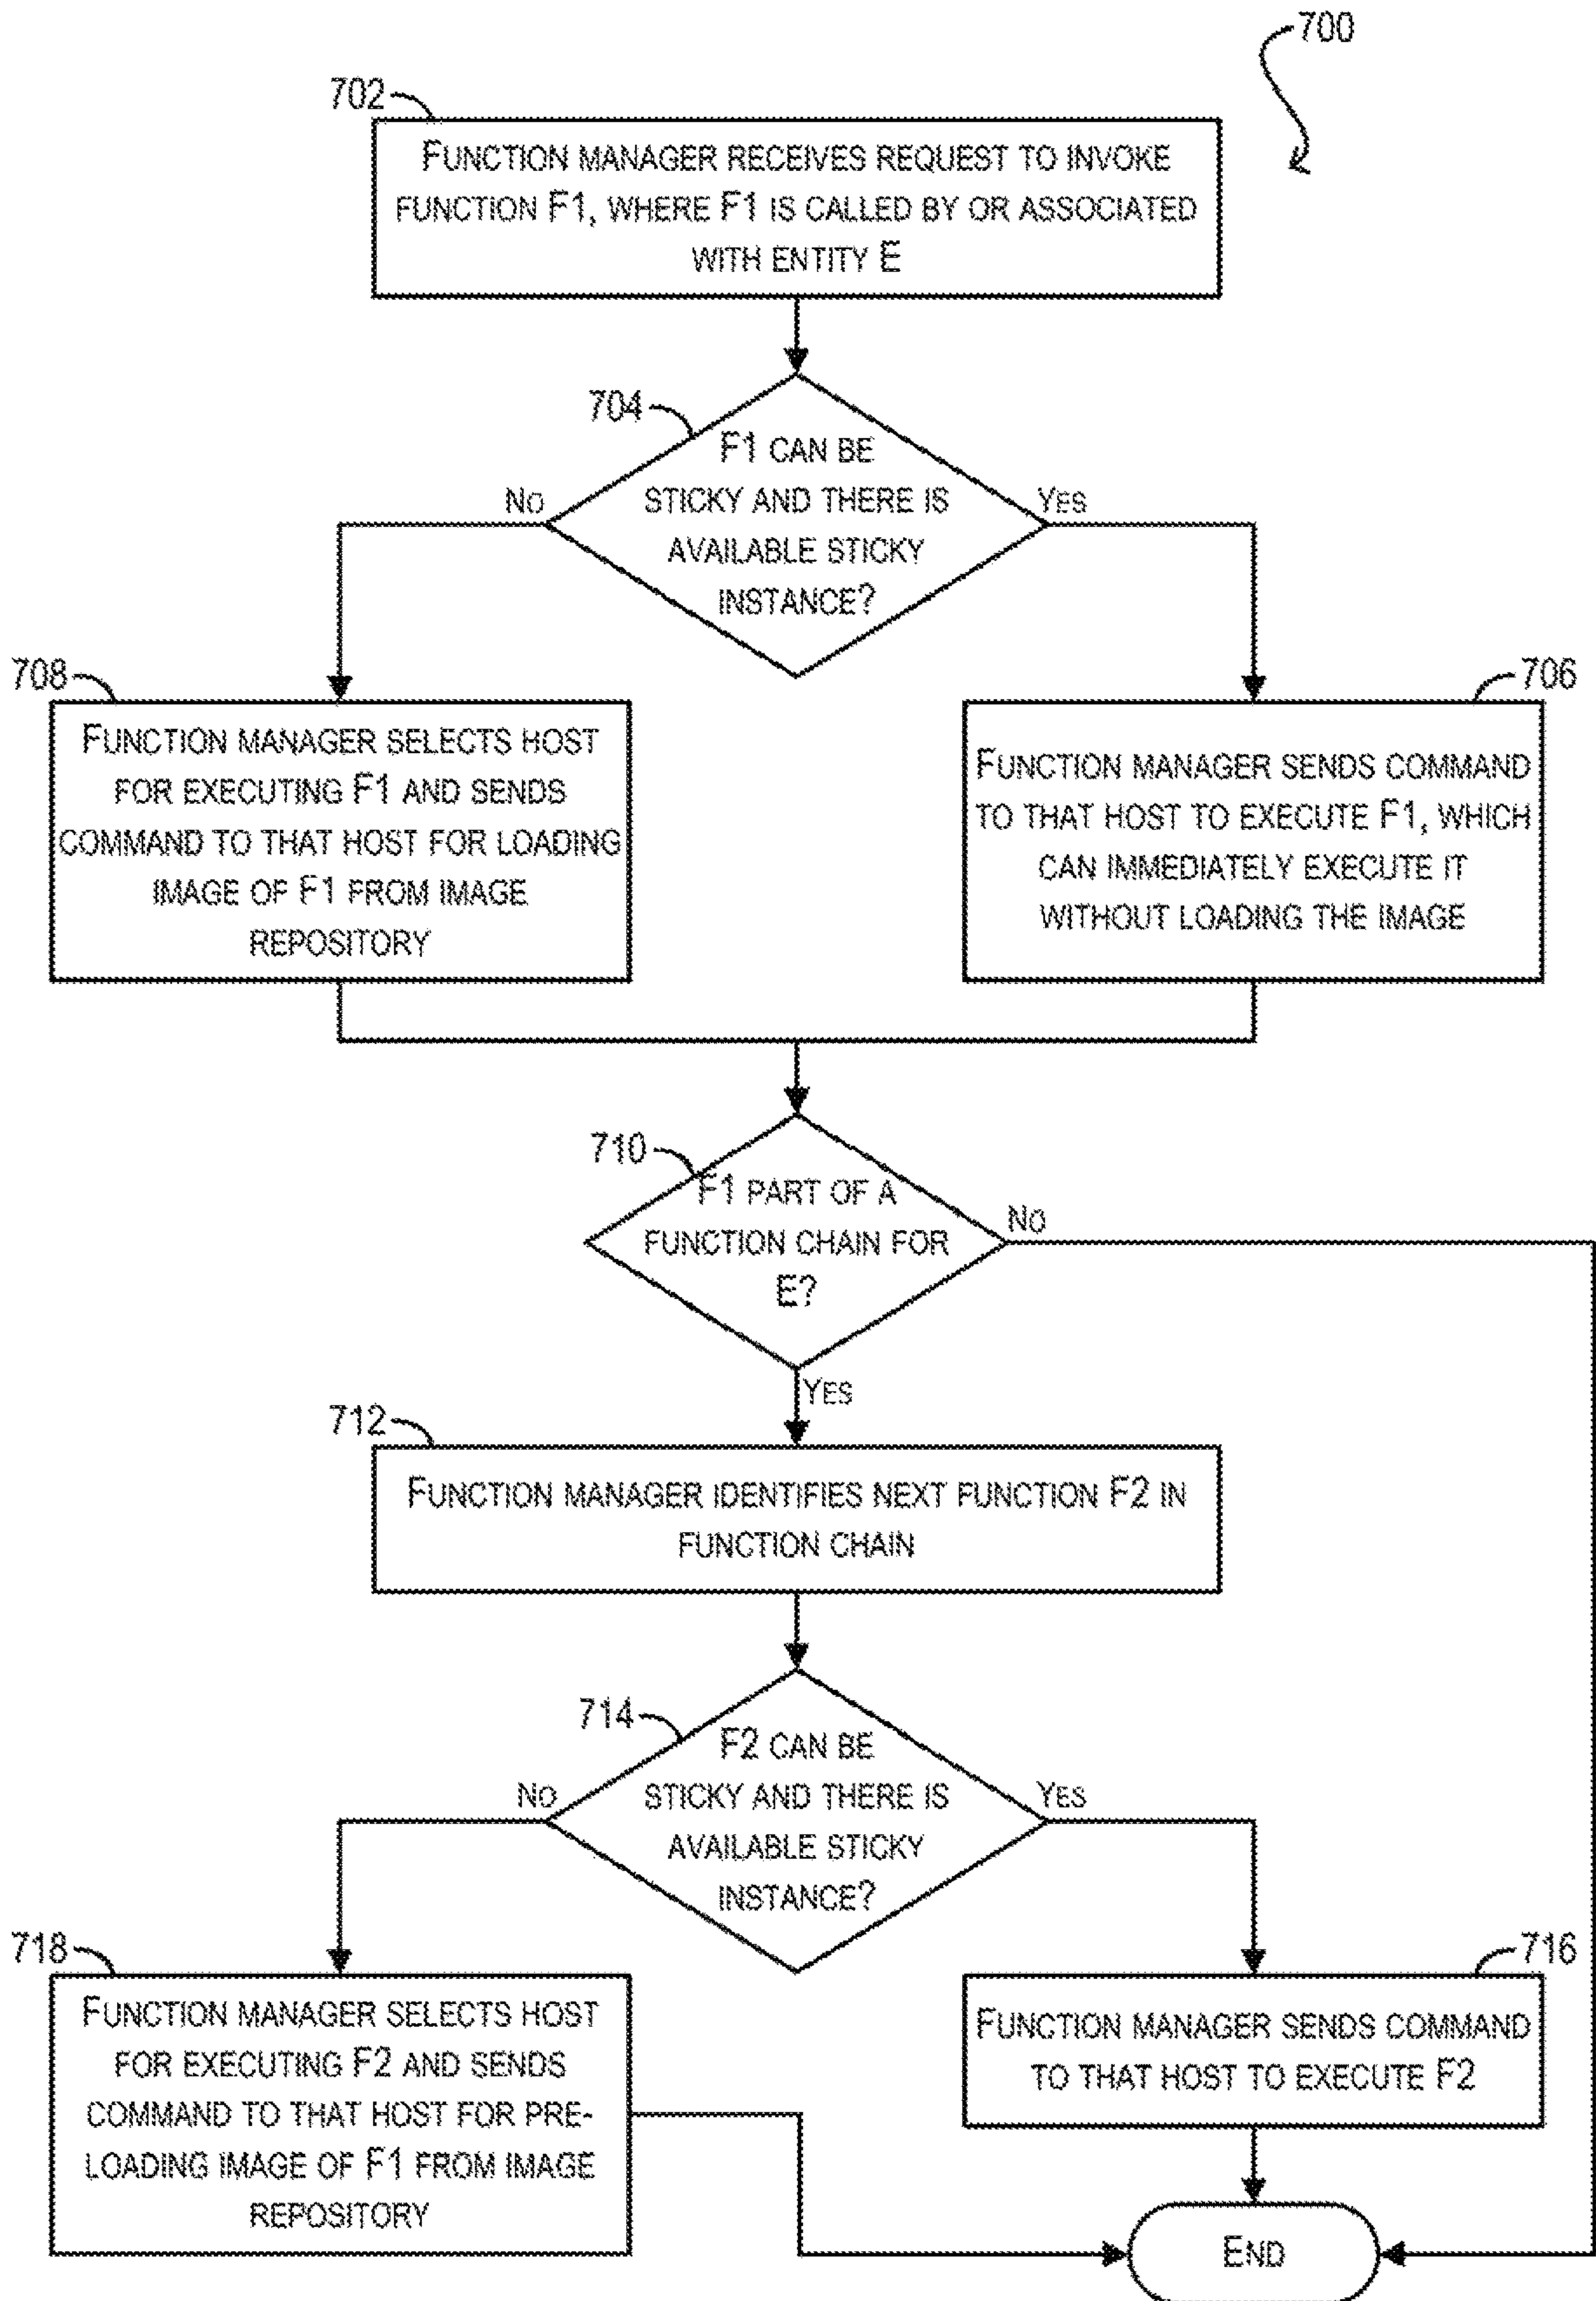 700
702
FUNCTION MANAGER RECEIVES REQUEST TO INVOKE
FUNCTION F1, WHERE F1 IS CALLED BY OR ASSOCIATED
WITH ENTITY E
704
F1 CAN BE
STICKY AND THERE IS
AVAILABLE STICKY
INSTANCE?
NO
YES
708
FUNCTION MANAGER SELECTS HOST
FOR EXECUTING F1 AND SENDS
COMMAND TO THAT HOST FOR LOADING
IMAGE OF F1 FROM IMAGE
REPOSITORY
706
FUNCTION MANAGER SENDS COMMAND
TO THAT HOST TO EXECUTE F1, WHICH
CAN IMMEDIATELY EXECUTE IT
WITHOUT LOADING THE IMAGE
710
F1 PART OF A
FUNCTION CHAIN FOR
E?
NO
YES
712
FUNCTION MANAGER IDENTIFIES NEXT FUNCTION F2 IN
FUNCTION CHAIN
714
F2 CAN BE
STICKY AND THERE IS
AVAILABLE STICKY
INSTANCE?
NO
YES
718
FUNCTION MANAGER SELECTS HOST
FOR EXECUTING F2 AND SENDS
COMMAND TO THAT HOST FOR PRE-
LOADING IMAGE OF F1 FROM IMAGE
REPOSITORY
716
FUNCTION MANAGER SENDS COMMAND
TO THAT HOST TO EXECUTE F2
END